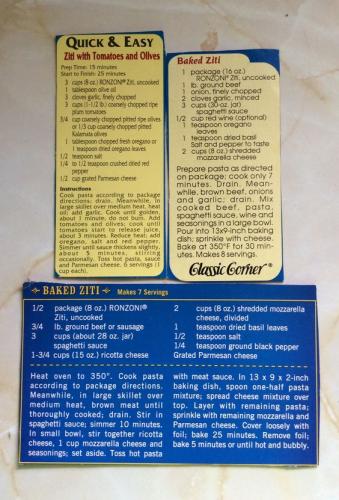 QUICK & EASY
Ziti with Tomatoes and Olives
Prep Time: 15 minutes
Start to Finish: 25 minutes
3 cups (8 oz.) RONZONI® Ziti, uncooked
1 tablespoon olive oil
3 cloves garlic, finely chopped
3 cups (1-1/2 lb.) coarsely chopped ripe
plum tomatoes
3/4 cup coarsely chopped pitted ripe olives
or 1/3 cup coarsely chopped pitted
Kalamata olives
1 tablespoon chopped fresh oregano or
1 teaspoon dried oregano leaves
1/2 teaspoon salt
1/4 to 1/2 teaspoon crushed dried red
pepper
1/2 cup grated Parmesan cheese
Instructions
Cook pasta according to package
directions; drain. Meanwhile, in
large skillet over medium heat, heat
oil; add garlic. Cook until golden,
about 1 minute, do not burn. Add
tomatoes and olives; cook until
tomatoes start to release juice,
about 3 minutes. Reduce heat; add
oregano, salt and red pepper.
Simmer until sauce thickens slightly,
about 5 minutes, stirring
occasionally. Toss hot pasta, sauce
and Parmesan cheese. 6 servings (1
cup each).
Baked Ziti
1 package (16 oz.)
RONZONI® Ziti, uncooked
1 lb. ground beef
1 onion, finely chopped
2 cloves garlic, minced
3 cups (30 oz. jar)
spaghetti sauce
1/2 cup red wine (optional)
1 teaspoon oregano
leaves
1 teaspoon dried basil
Salt and pepper to taste
2 cups (8 oz.) shredded
mozzarella cheese
Prepare pasta as directed
on package; cook only 7
minutes. Drain. Mean-
while, brown beef, onions
and garlic; drain. Mix
cooked beef, pasta,
spaghetti sauce, wine and
seasonings in a large bowl.
Pour into 13x9-inch baking
dish; sprinkle with cheese.
Bake at 350°F for 30 min-
utes. Makes 8 servings.
Classic Corner®
BAKED ZITI Makes 7 Servings
1/2 package (8 oz.) RONZONI®
Ziti, uncooked
3/4 lb. ground beef or sausage
3 cups (about 28 oz. jar)
spaghetti sauce
1-3/4 cups (15 oz.) ricotta cheese
2 cups (8 oz.) shredded mozzarella
cheese, divided
1 teaspoon dried basil leaves
1/2 teaspoon salt
1/4 teaspoon ground black pepper
Grated Parmesan cheese
Heat oven to 350°. Cook pasta
according to package directions.
Meanwhile, in large skillet over
medium heat, brown meat until
thoroughly cooked; drain. Stir in
spaghetti sauce; simmer 10 minutes.
In small bowl, stir together ricotta
cheese, 1 cup mozzarella cheese and
seasonings; set aside. Toss hot pasta
with meat sauce. In 13 x 9 x 2-inch
baking dish, spoon one-half pasta
mixture; spread cheese mixture over
top. Layer with remaining pasta;
sprinkle with remaining mozzarella and
Parmesan cheese. Cover loosely with
foil; bake 25 minutes. Remove foil;
bake 5 minutes or until hot and bubbly.